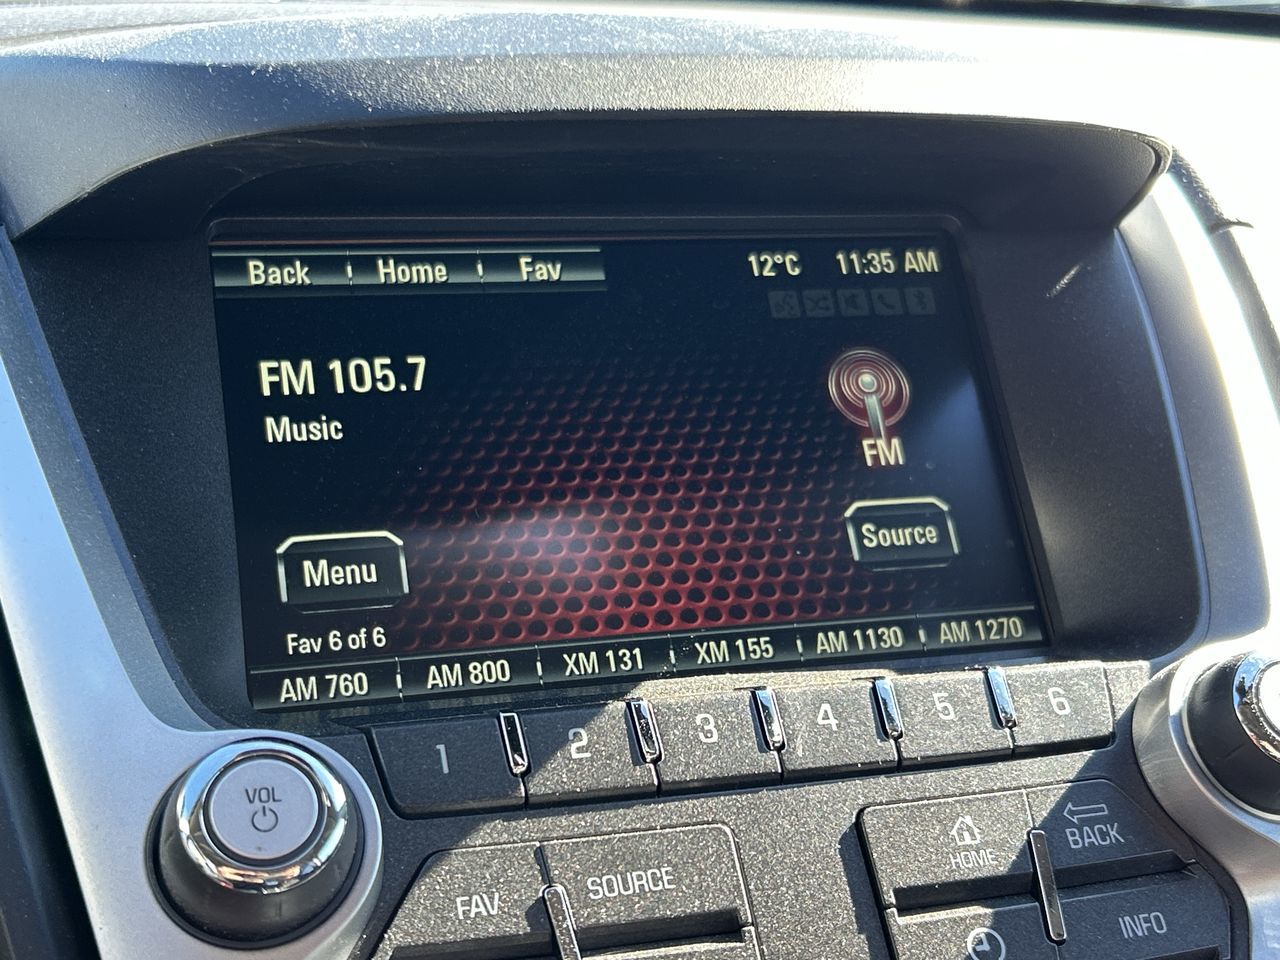 Back Home Fav 12°C 11:35 AM
FM 105.7
Music
FM
Menu
Source
Fav 6 of 6
AM 760 AM 800 XM 131 XM 155 AM 1130 AM 1270
1 2 3 4 5 6
VOL
FAV SOURCE
HOME BACK
INFO